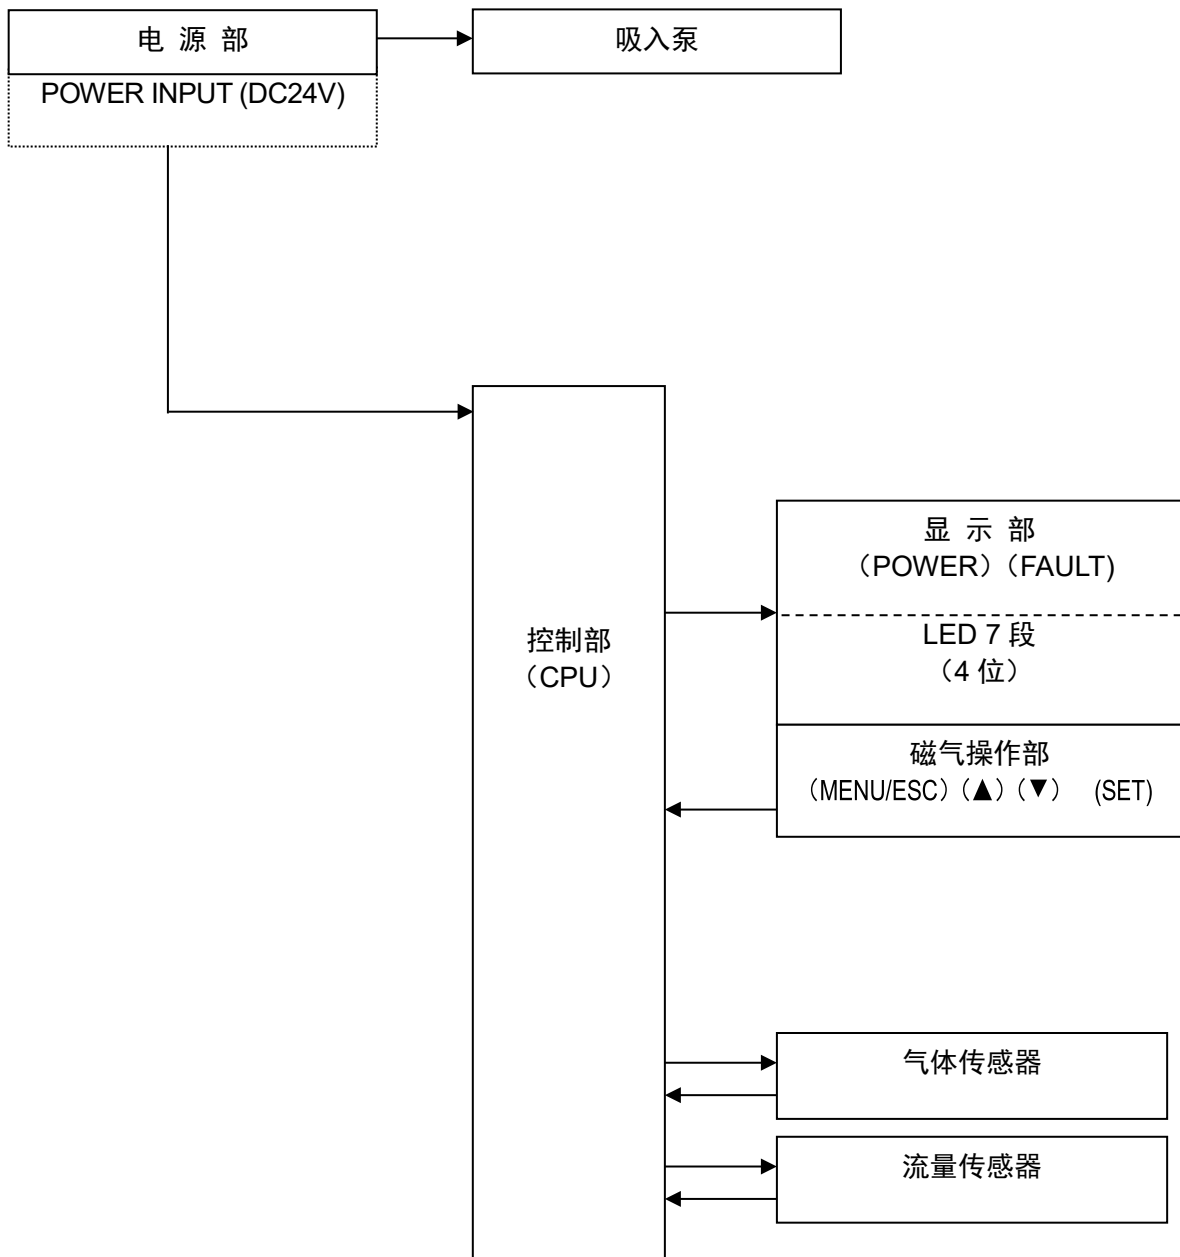 电 源 部
吸入泵
POWER INPUT (DC24V)
显 示 部
（POWER）（FAULT)
LED 7 段
（4 位）
控制部
（CPU）
磁气操作部
（MENU/ESC）（▲）（▼） (SET)
气体传感器
流量传感器